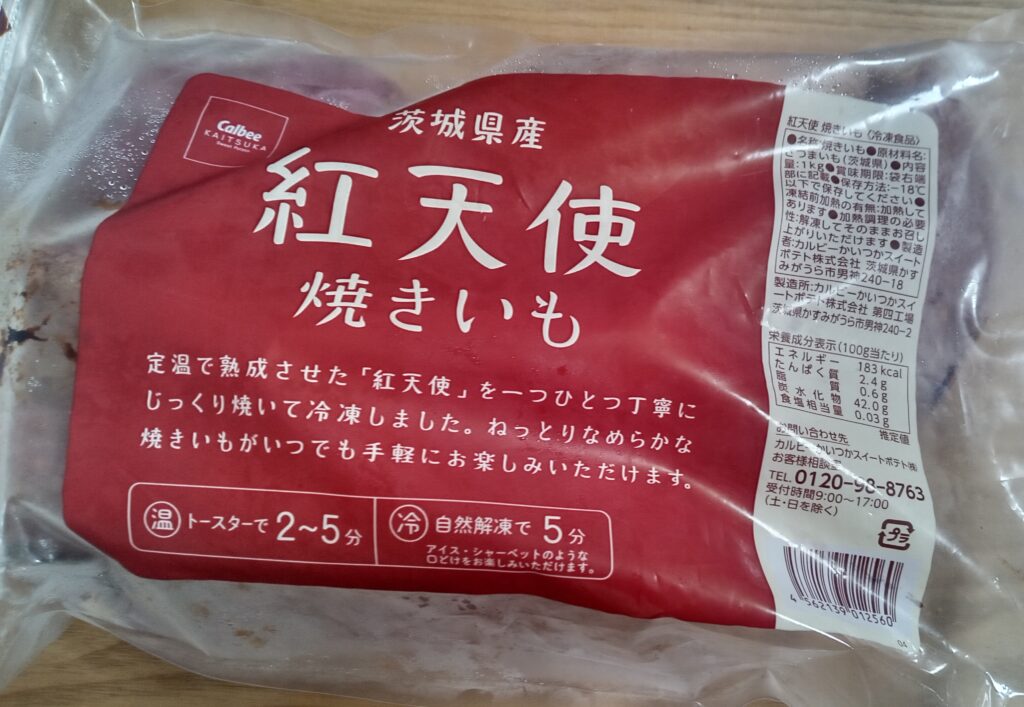 Calbee
KAITSUKA
Sweet Potato
茨城県産
紅天使
焼きいも
定温で熟成させた「紅天使」を一つひとつ丁寧に
じっくり焼いて冷凍しました。ねっとりなめらかな
焼きいもがいつでも手軽にお楽しみいただけます。
温 トースターで 2〜5分
冷 自然解凍で 5分
アイス・シャーベットのような
口どけをお楽しみいただけます。
紅天使 焼きいも〈冷凍食品〉
●名称:焼きいも●原材料名:
さつまいも(茨城県)●内容
量:1kg●賞味期限:袋右端
部に記載●保存方法:-18℃
以下で保存してください●
凍結前加熱の有無:加熱して
あります●加熱調理の必要
性:解凍してそのままお召し
上がりいただけます●製造
者:カルビーかいつかスイート
ポテト株式会社 茨城県かす
みがうら市男神240-18
製造所:カルビーかいつかスイ
ートポテト株式会社 第四工場
茨城県かすみがうら市男神240-2
栄養成分表示(100g当たり)
エネルギー 183kcal
たんぱく質 2.4g
脂質 0.6g
炭水化物 42.0g
食塩相当量 0.03g
推定値
お問い合わせ先
カルビーかいつかスイートポテト(株)
お客様相談室
TEL.0120-98-8763
受付時間9:00〜17:00
(土・日を除く)
プラ
4 562139 012560
04